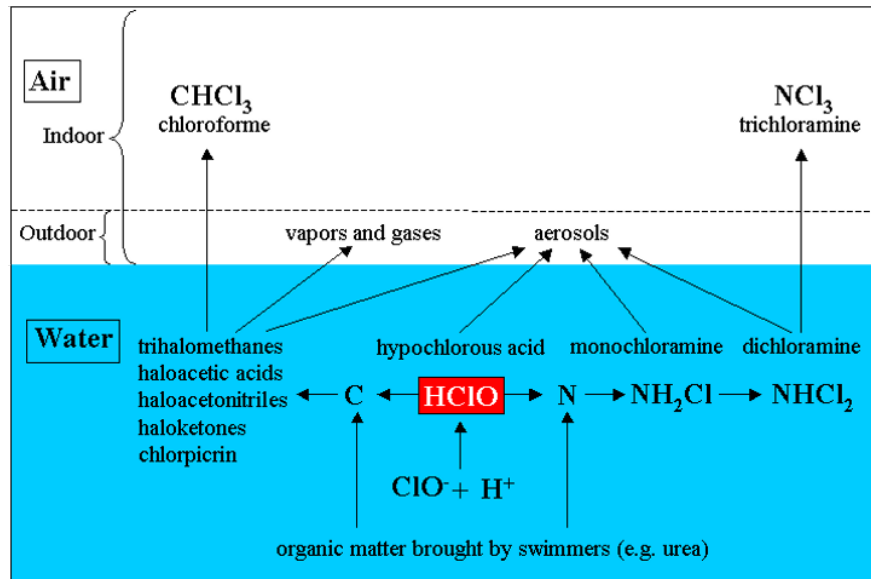 Air
CHCl₃
chloroforme
NCl₃
trichloramine
Indoor
Outdoor
vapors and gases
aerosols
Water
trihalomethanes
haloacetic acids
haloacetonitriles
haloketones
chlorpicrin
hypochlorous acid
monochloramine
dichloramine
C
HClO
N
NH₂Cl
NHCl₂
ClO⁻ + H⁺
organic matter brought by swimmers (e.g. urea)